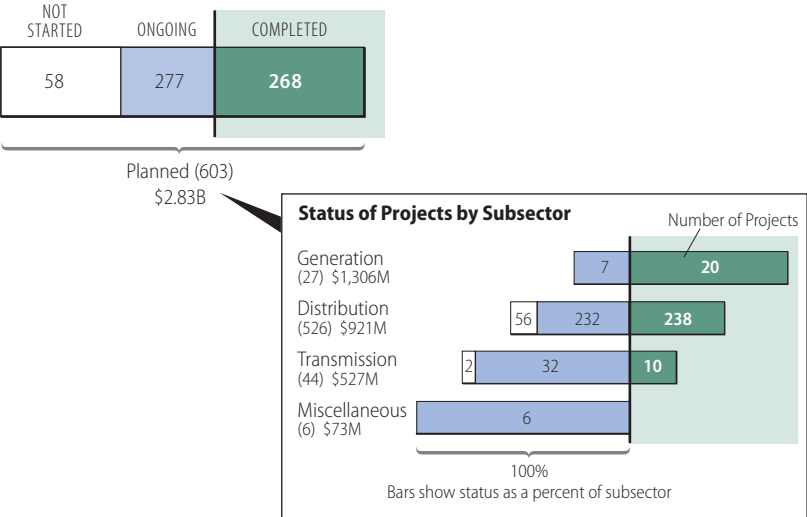 NOT
STARTED
ONGOING
COMPLETED
58
277
268
Planned (603)
$2.83B
Status of Projects by Subsector
Number of Projects
Generation
(27) $1,306M
7
20
Distribution
(526) $921M
56
232
238
Transmission
(44) $527M
2
32
10
Miscellaneous
(6) $73M
6
100%
Bars show status as a percent of subsector